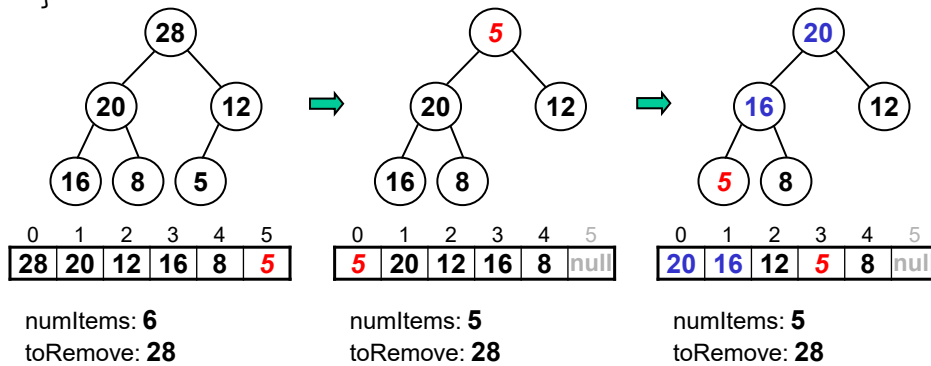 }
28 5 20
20 12 20 12 16 12
16 8 5 16 8 5 8
0 1 2 3 4 5 0 1 2 3 4 5 0 1 2 3 4 5
28 20 12 16 8 5 5 20 12 16 8 null 20 16 12 5 8 null
numItems: 6 numItems: 5 numItems: 5
toRemove: 28 toRemove: 28 toRemove: 28